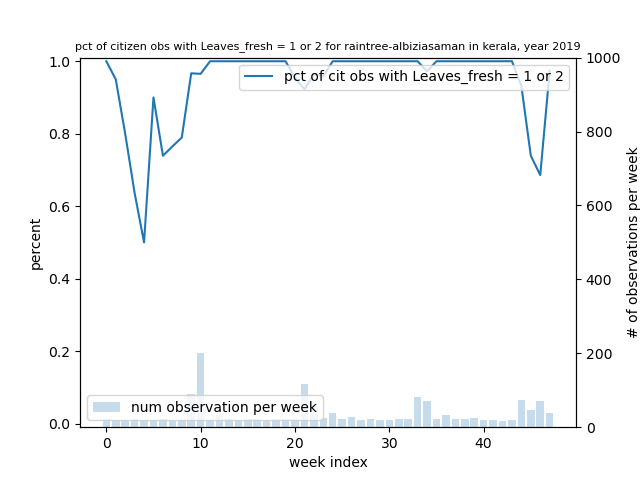 pct of citizen obs with Leaves_fresh = 1 or 2 for raintree-albiziasaman in kerala, year 2019
pct of cit obs with Leaves_fresh = 1 or 2
num observation per week
percent
1.0
0.8
0.6
0.4
0.2
0.0
1000
800
600
400
200
0
# of observations per week
0
10
20
30
40
week index